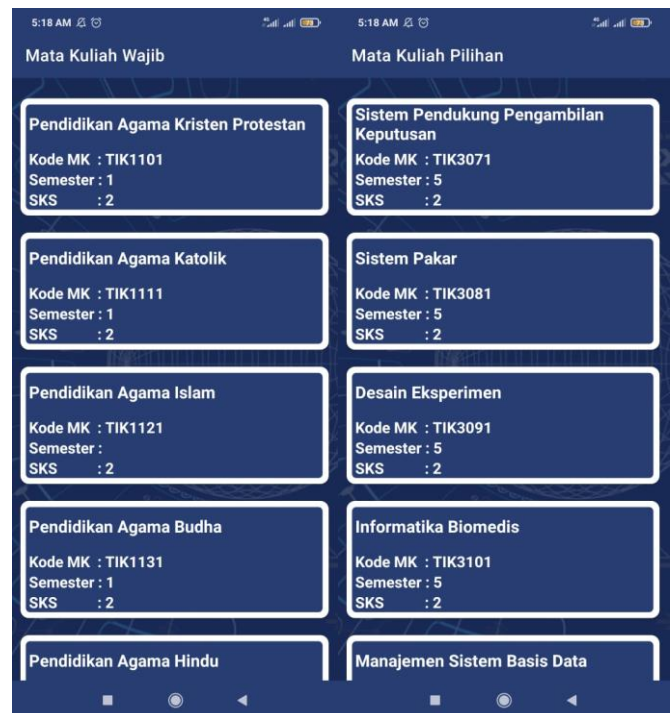 5:18 AM
Mata Kuliah Wajib
Pendidikan Agama Kristen Protestan
Kode MK : TIK1101
Semester : 1
SKS : 2
Pendidikan Agama Katolik
Kode MK : TIK1111
Semester : 1
SKS : 2
Pendidikan Agama Islam
Kode MK : TIK1121
Semester :
SKS : 2
Pendidikan Agama Budha
Kode MK : TIK1131
Semester : 1
SKS : 2
Pendidikan Agama Hindu
5:18 AM
Mata Kuliah Pilihan
Sistem Pendukung Pengambilan
Keputusan
Kode MK : TIK3071
Semester : 5
SKS : 2
Sistem Pakar
Kode MK : TIK3081
Semester : 5
SKS : 2
Desain Eksperimen
Kode MK : TIK3091
Semester : 5
SKS : 2
Informatika Biomedis
Kode MK : TIK3101
Semester : 5
SKS : 2
Manajemen Sistem Basis Data